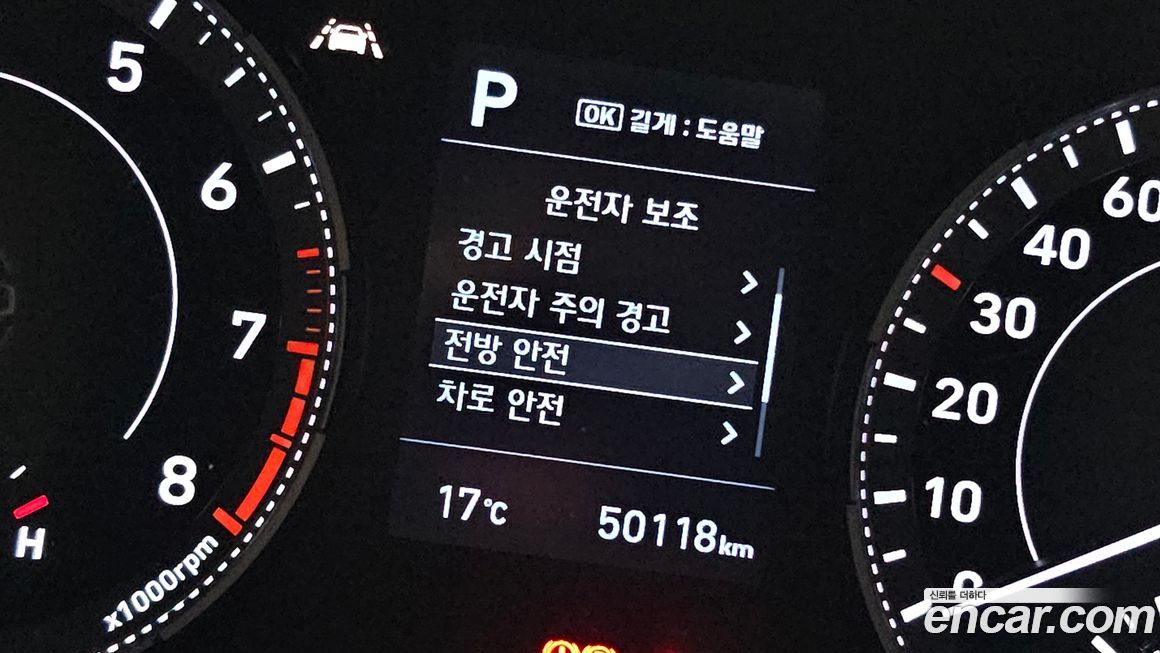 P
OK 길게 : 도움말
운전자 보조
경고 시점
운전자 주의 경고
전방 안전
차로 안전
17℃
50118km
5
6
7
8
H
x1000rpm
60
40
30
20
10
0
신뢰를 더하다
encar.com